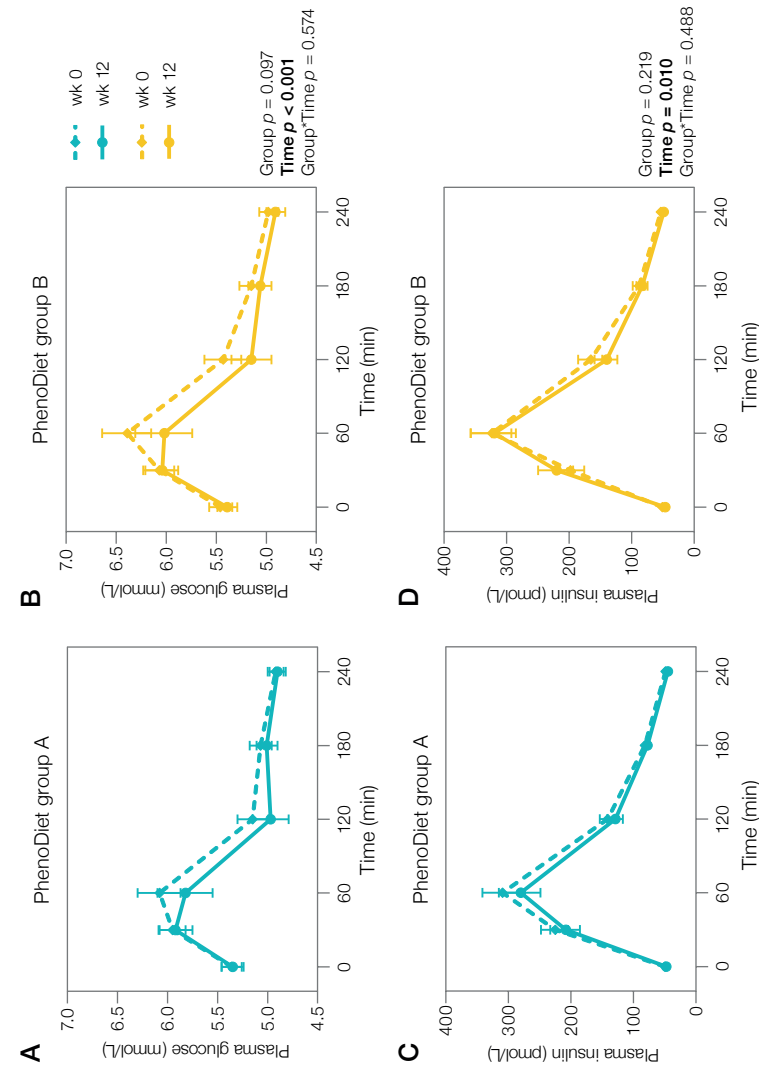 A
PhenoDiet group A
Plasma glucose (mmol/L)
7.0
6.5
6.0
5.5
5.0
4.5
0
60
120
180
240
Time (min)
B
PhenoDiet group B
Plasma glucose (mmol/L)
7.0
6.5
6.0
5.5
5.0
4.5
0
60
120
180
240
Time (min)
wk 0
wk 12
wk 0
wk 12
Group p = 0.097
Time p < 0.001
Group*Time p = 0.574
C
PhenoDiet group A
Plasma insulin (pmol/L)
400
300
200
100
0
0
60
120
180
240
Time (min)
D
PhenoDiet group B
Plasma insulin (pmol/L)
400
300
200
100
0
0
60
120
180
240
Time (min)
Group p = 0.219
Time p = 0.010
Group*Time p = 0.488